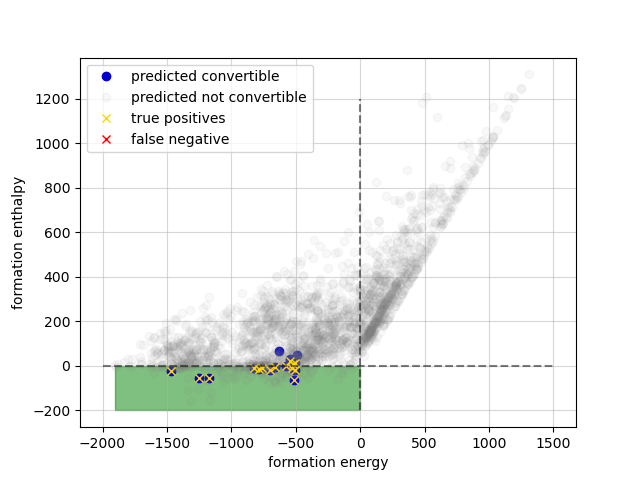 predicted convertible
predicted not convertible
true positives
false negative
1200
1000
800
600
400
200
0
−200
−2000 −1500 −1000 −500 0 500 1000 1500
formation energy
formation enthalpy